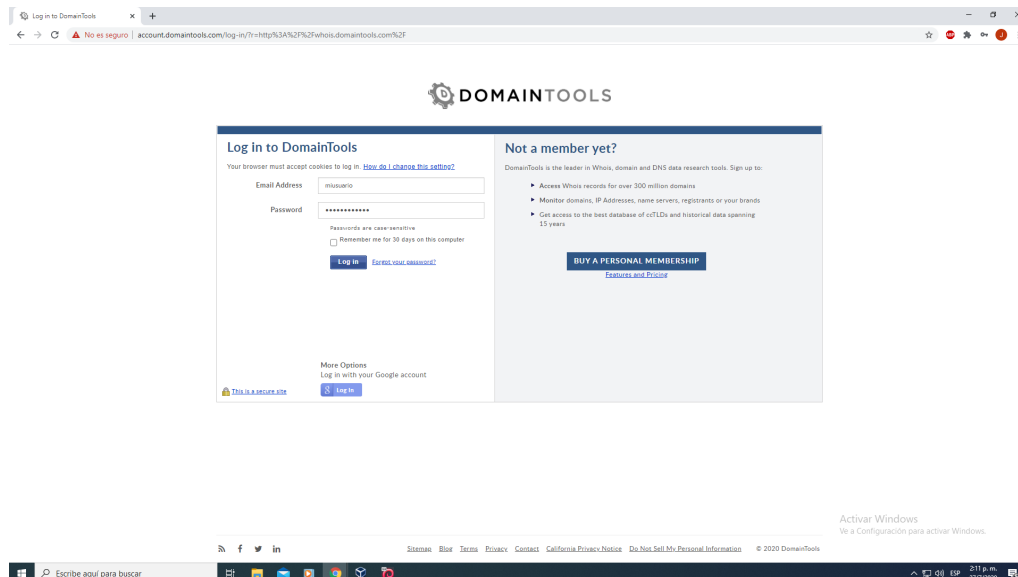 Log in to DomainTools
No es seguro | account.domaintools.com/log-in/?r=http%3A%2F%2Fwhois.domaintools.com%2F
ABP
J
DOMAINTOOLS
Log in to DomainTools
Your browser must accept cookies to log in. How do I change this setting?
Email Address
miusuario
Password
••••••••••••
Passwords are case-sensitive
Remember me for 30 days on this computer
Log in
Forgot your password?
More Options
Log in with your Google account
This is a secure site
8 Log In
Not a member yet?
DomainTools is the leader in Whois, domain and DNS data research tools. Sign up to:
Access Whois records for over 300 million domains
Monitor domains, IP Addresses, name servers, registrants or your brands
Get access to the best database of ccTLDs and historical data spanning
15 years
BUY A PERSONAL MEMBERSHIP
Features and Pricing
Activar Windows
Ve a Configuración para activar Windows.
Sitemap Blog Terms Privacy Contact California Privacy Notice Do Not Sell My Personal Information © 2020 DomainTools
Escribe aquí para buscar
ESP
2:11 p. m.